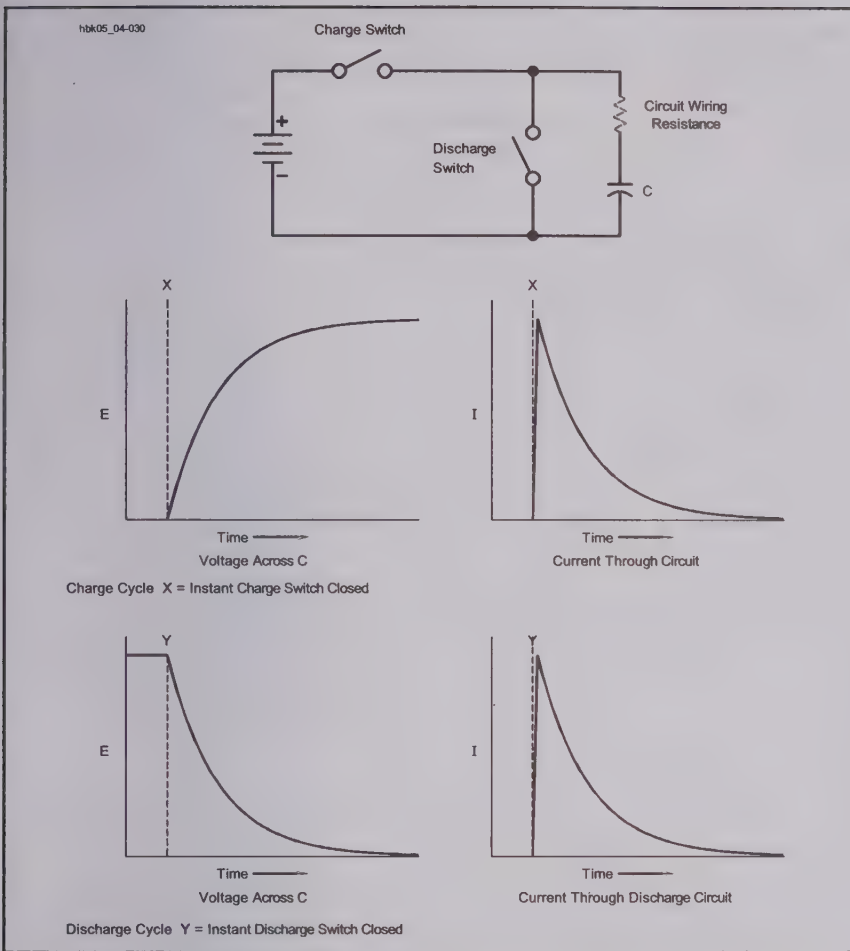 hbk05_04-030
Charge Switch
+
-
Circuit Wiring
Resistance
Discharge
Switch
C
X
E
Time
Voltage Across C
X
I
Time
Current Through Circuit
Charge Cycle X = Instant Charge Switch Closed
Y
E
Time
Voltage Across C
Y
I
Time
Current Through Discharge Circuit
Discharge Cycle Y = Instant Discharge Switch Closed